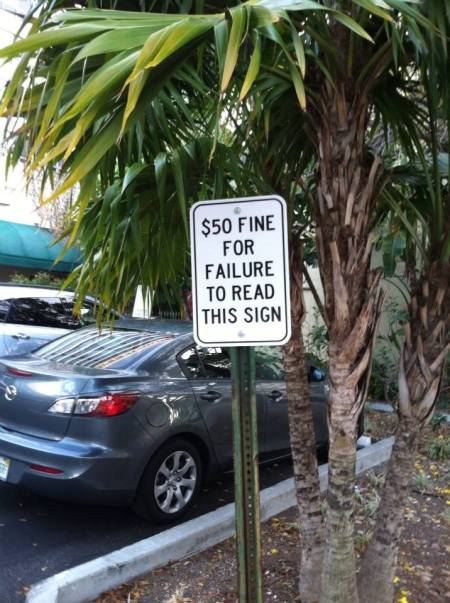 $50 FINE
FOR
FAILURE
TO READ
THIS SIGN